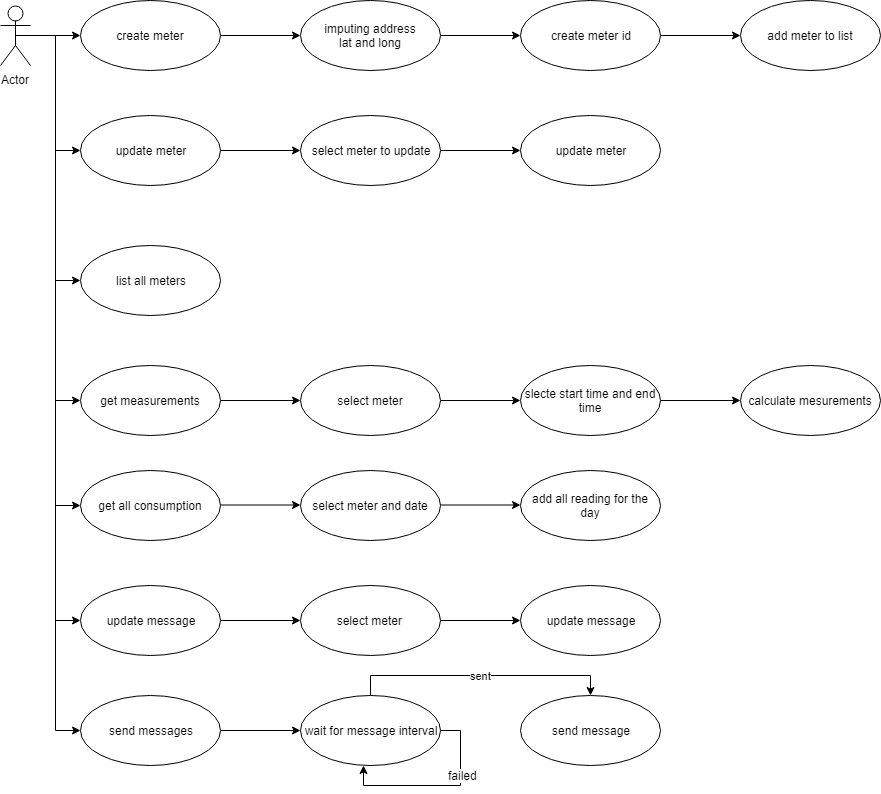 create meter
imputing address
lat and long
create meter id
add meter to list
Actor
update meter
select meter to update
update meter
list all meters
get measurements
select meter
slecte start time and end
time
calculate mesurements
get all consumption
select meter and date
add all reading for the
day
update message
select meter
update message
sent
send messages
wait for message interval
send message
failed